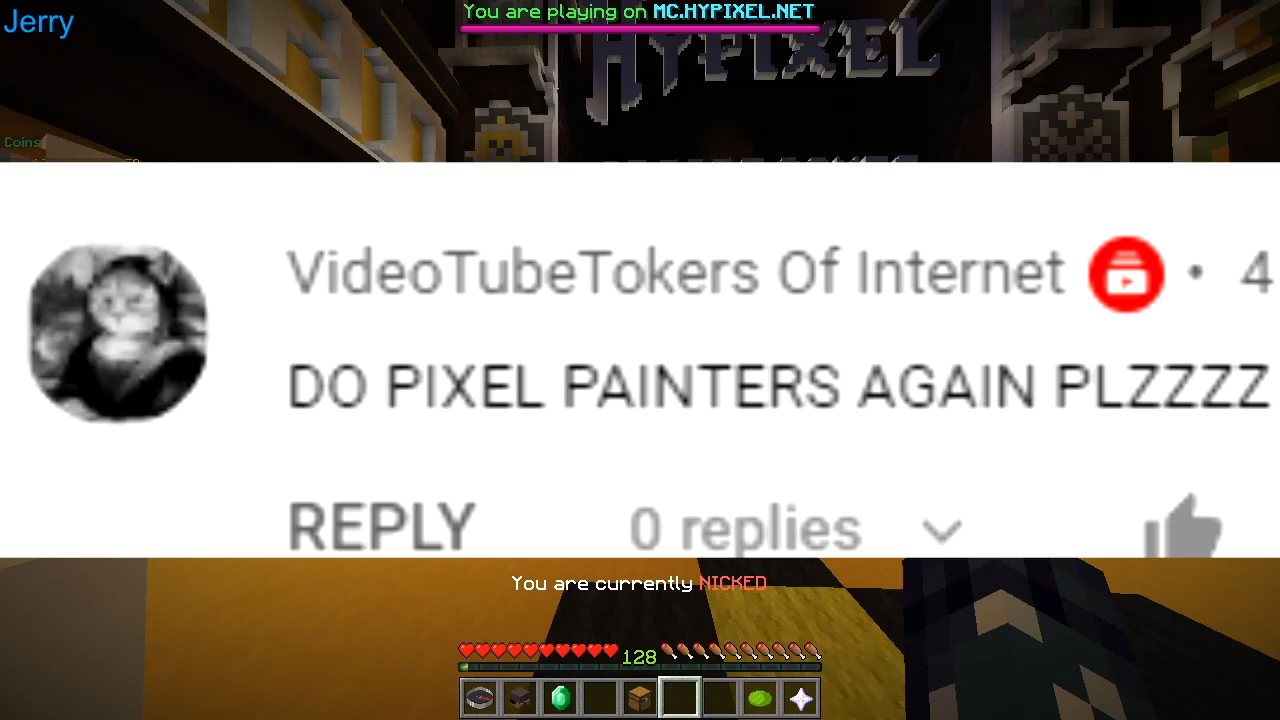 Jerry
You are playing on MC.HYPIXEL.NET
HYPIXEL
Coins
VideoTubeTokers Of Internet • 4
DO PIXEL PAINTERS AGAIN PLZZZZ
REPLY 0 replies
You are currently NICKED
128